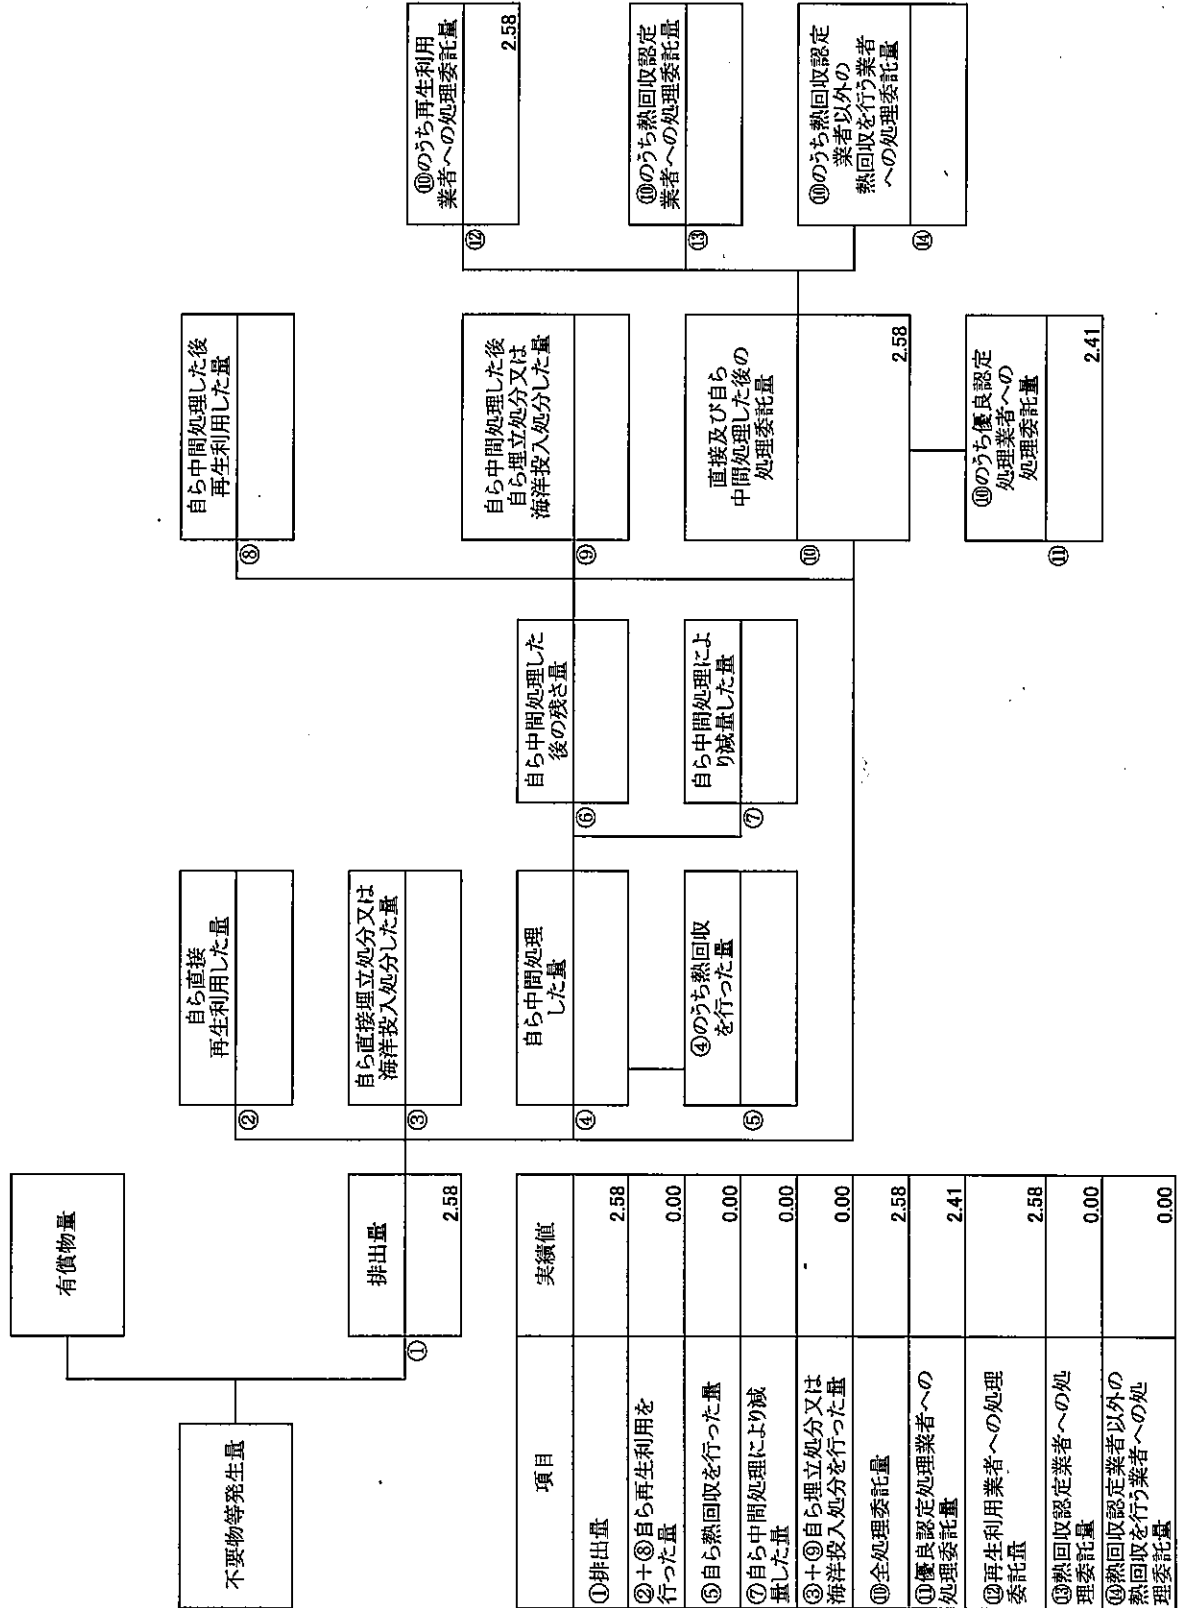 不要物等発生量
有償物量
排出量
①
2.58
自ら直接
再生利用した量
②
自ら直接埋立処分又は
海洋投入処分した量
③
自ら中間処理
した量
④
④のうち熱回収
を行った量
⑤
自ら中間処理した
後の残さ量
⑥
自ら中間処理によ
り減量した量
⑦
自ら中間処理した後
再生利用した量
⑧
自ら中間処理した後
自ら埋立処分又は
海洋投入処分した量
⑨
直接及び自ら
中間処理した後の
処理委託量
⑩
2.58
⑩のうち優良認定
処理業者への
処理委託量
⑪
2.41
⑩のうち再生利用
業者への処理委託量
⑫
2.58
⑩のうち熱回収認定
業者への処理委託量
⑬
⑩のうち熱回収認定
業者以外の
熱回収を行う業者
への処理委託量
⑭
項目 実績値
①排出量 2.58
②+⑧自ら再生利用を
行った量 0.00
⑤自ら熱回収を行った量 0.00
⑦自ら中間処理により減
量した量 0.00
③+⑨自ら埋立処分又は
海洋投入処分を行った量 0.00
⑩全処理委託量 2.58
⑪優良認定処理業者への
処理委託量 2.41
⑫再生利用業者への処理
委託量 2.58
⑬熱回収認定業者への処
理委託量 0.00
⑭熱回収認定業者以外の
熱回収を行う業者への処
理委託量 0.00